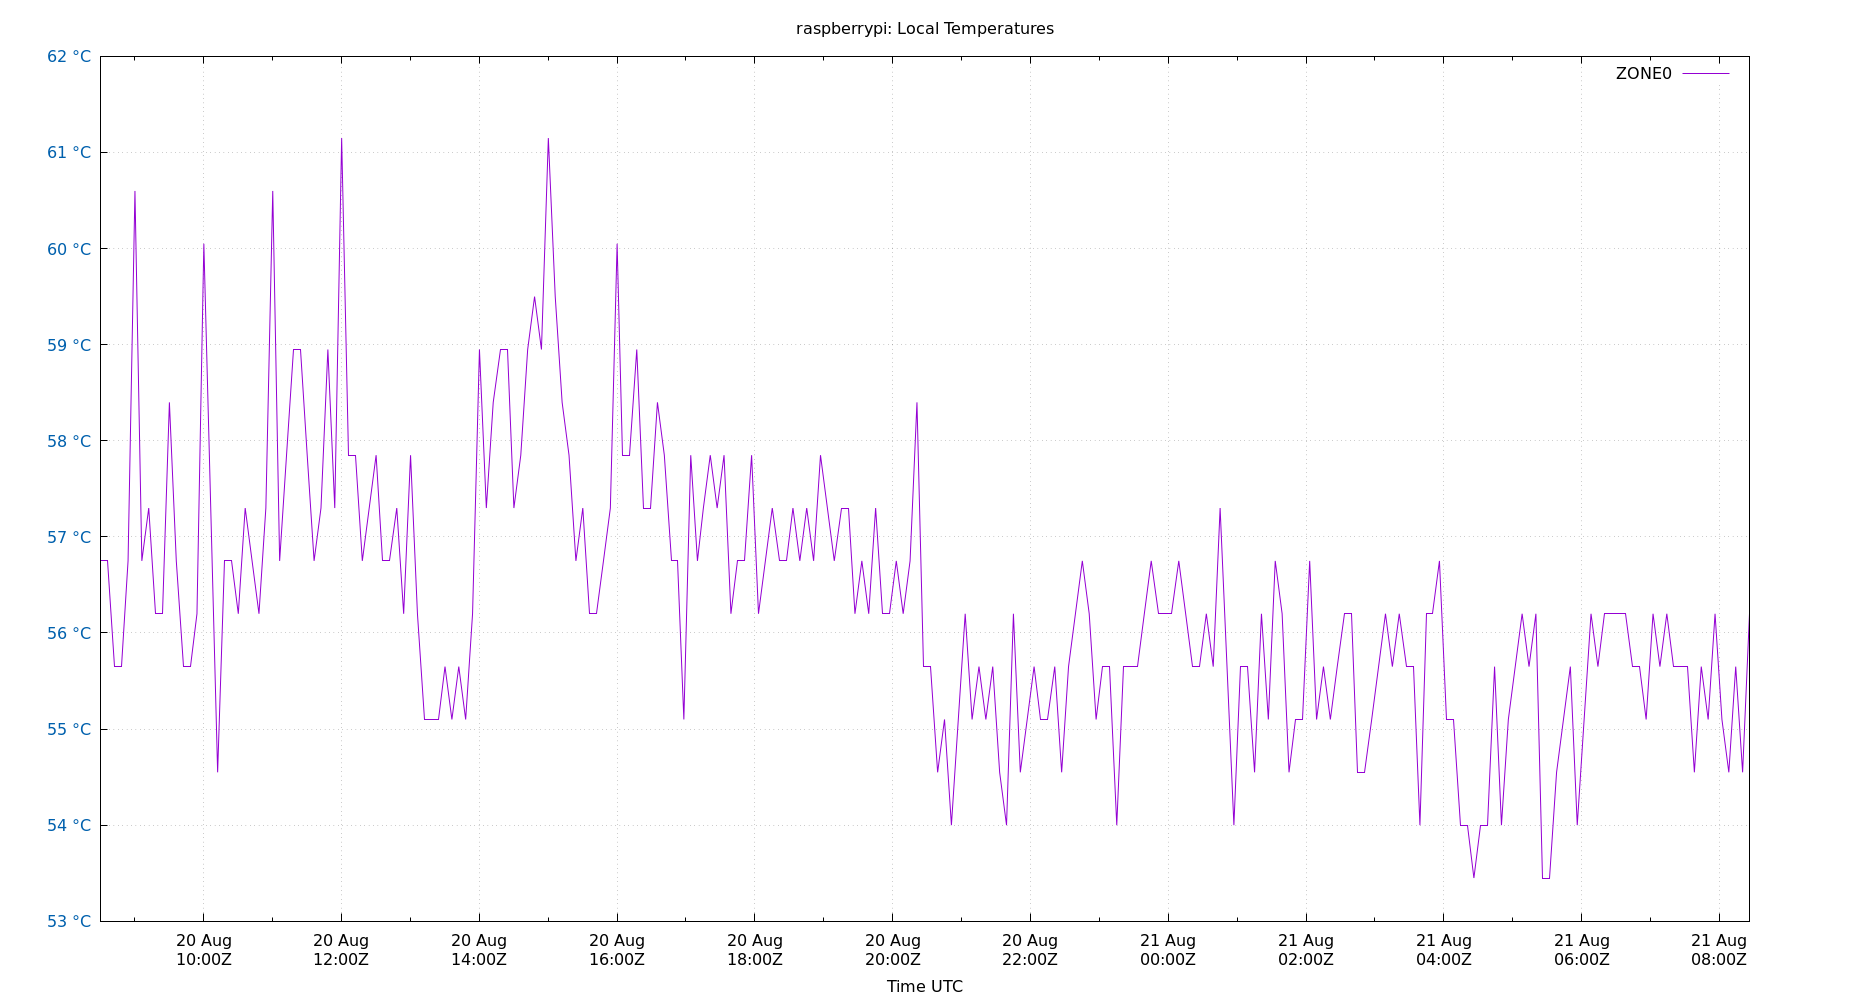 raspberrypi: Local Temperatures
62 °C
ZONE0
61 °C
60 °C
59 °C
58 °C
57 °C
56 °C
55 °C
54 °C
53 °C
20 Aug 20 Aug 20 Aug 20 Aug 20 Aug 20 Aug 20 Aug 21 Aug 21 Aug 21 Aug 21 Aug 21 Aug
10:00Z 12:00Z 14:00Z 16:00Z 18:00Z 20:00Z 22:00Z 00:00Z 02:00Z 04:00Z 06:00Z 08:00Z
Time UTC